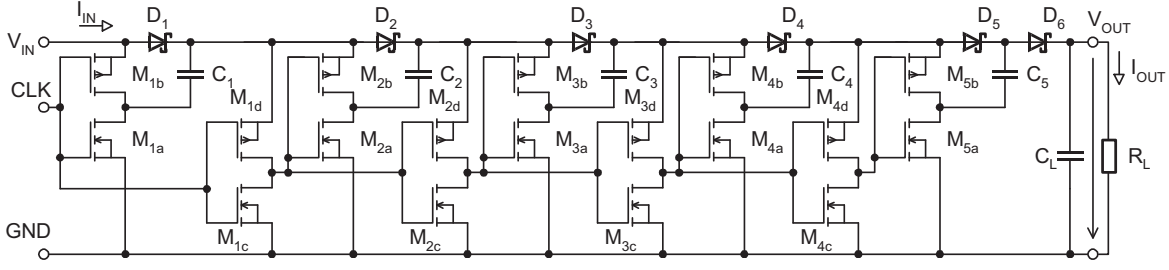 I_IN D_1 D_2 D_3 D_4 D_5 D_6 V_OUT
V_IN
M_1b C_1 M_2b C_2 M_3b C_3 M_4b C_4 M_5b C_5 I_OUT
CLK
M_1d M_2d M_3d M_4d
M_1a M_2a M_3a M_4a M_5a
C_L R_L
GND
M_1c M_2c M_3c M_4c